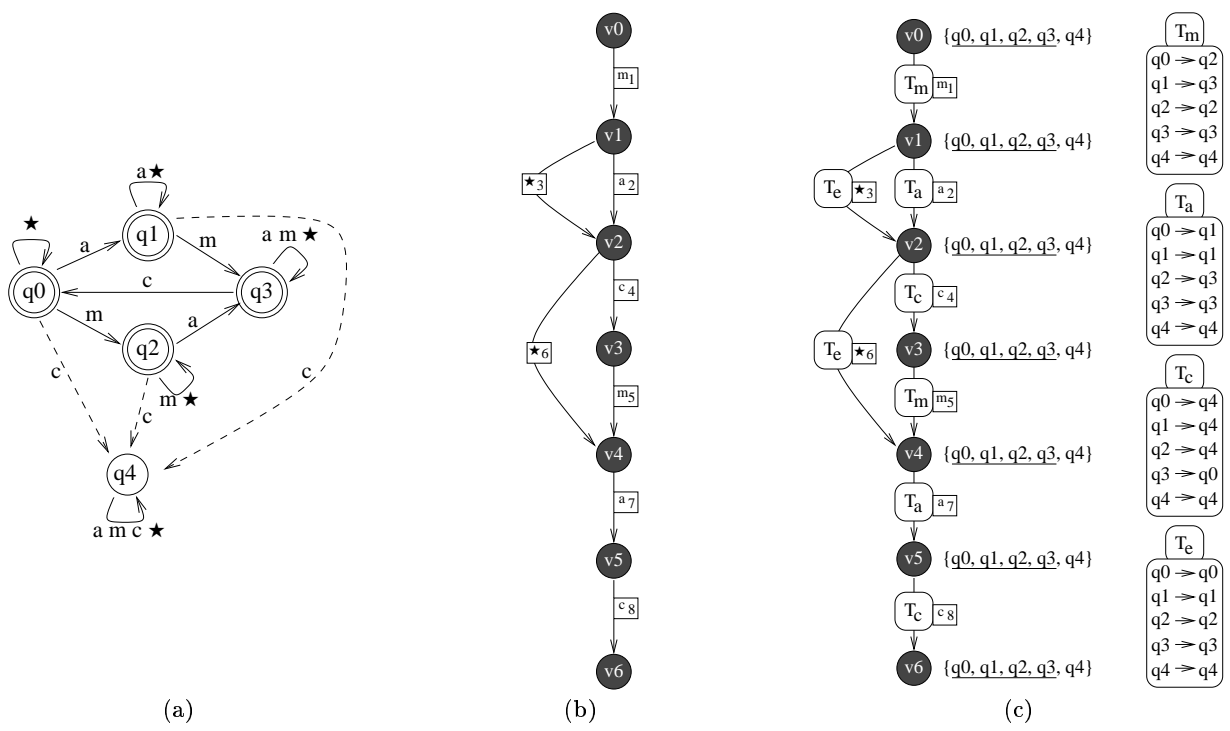 a★
★
q1
a m ★
a
m
q0
c
q3
m
a
q2
c
m ★
c
c
q4
a m c ★
(a)
v0
m1
v1
★3
a2
v2
c4
★6
v3
m5
v4
a7
v5
c8
v6
(b)
v0 {q0, q1, q2, q3, q4}
Tm m1
v1 {q0, q1, q2, q3, q4}
Te ★3 Ta a2
v2 {q0, q1, q2, q3, q4}
Tc c4
Te ★6 v3 {q0, q1, q2, q3, q4}
Tm m5
v4 {q0, q1, q2, q3, q4}
Ta a7
v5 {q0, q1, q2, q3, q4}
Tc c8
v6 {q0, q1, q2, q3, q4}
(c)
Tm
q0 → q2
q1 → q3
q2 → q2
q3 → q3
q4 → q4
Ta
q0 → q1
q1 → q1
q2 → q3
q3 → q3
q4 → q4
Tc
q0 → q4
q1 → q4
q2 → q4
q3 → q0
q4 → q4
Te
q0 → q0
q1 → q1
q2 → q2
q3 → q3
q4 → q4